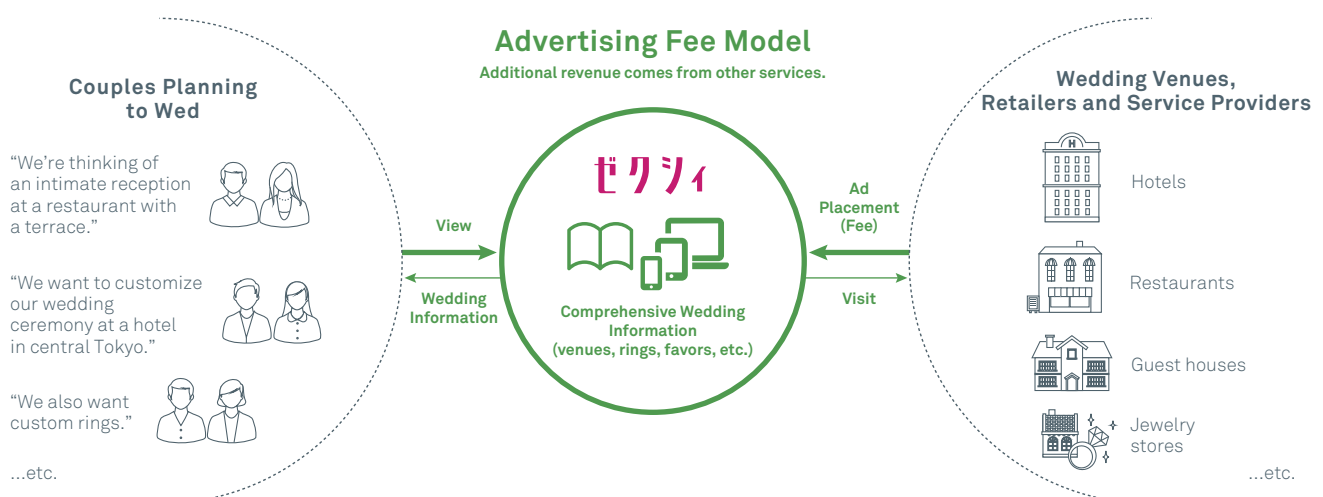 Advertising Fee Model
Additional revenue comes from other services.
Couples Planning
to Wed
“We’re thinking of
an intimate reception
at a restaurant with
a terrace.”
“We want to customize
our wedding
ceremony at a hotel
in central Tokyo.”
“We also want
custom rings.”
...etc.
View
Wedding
Information
ゼクシィ
Comprehensive Wedding
Information
(venues, rings, favors, etc.)
Ad
Placement
(Fee)
Visit
Wedding Venues,
Retailers and Service Providers
H
Hotels
Restaurants
Guest houses
Jewelry
stores
...etc.